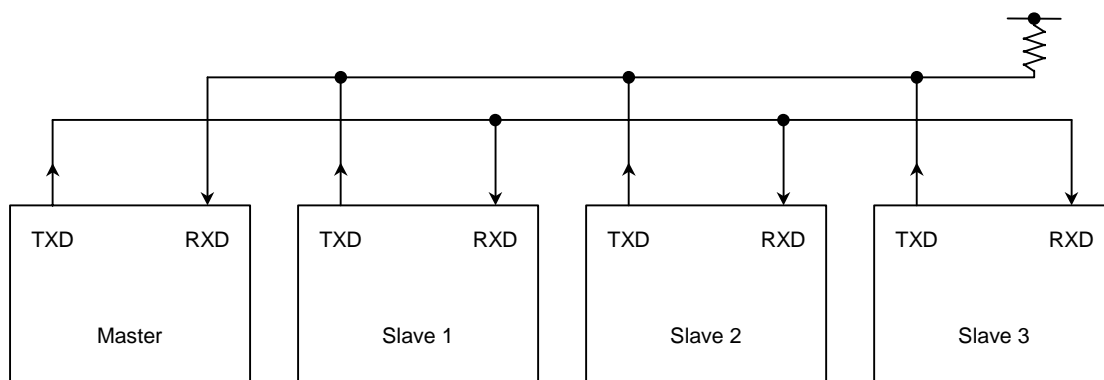 TXD RXD TXD RXD TXD RXD TXD RXD
Master Slave 1 Slave 2 Slave 3